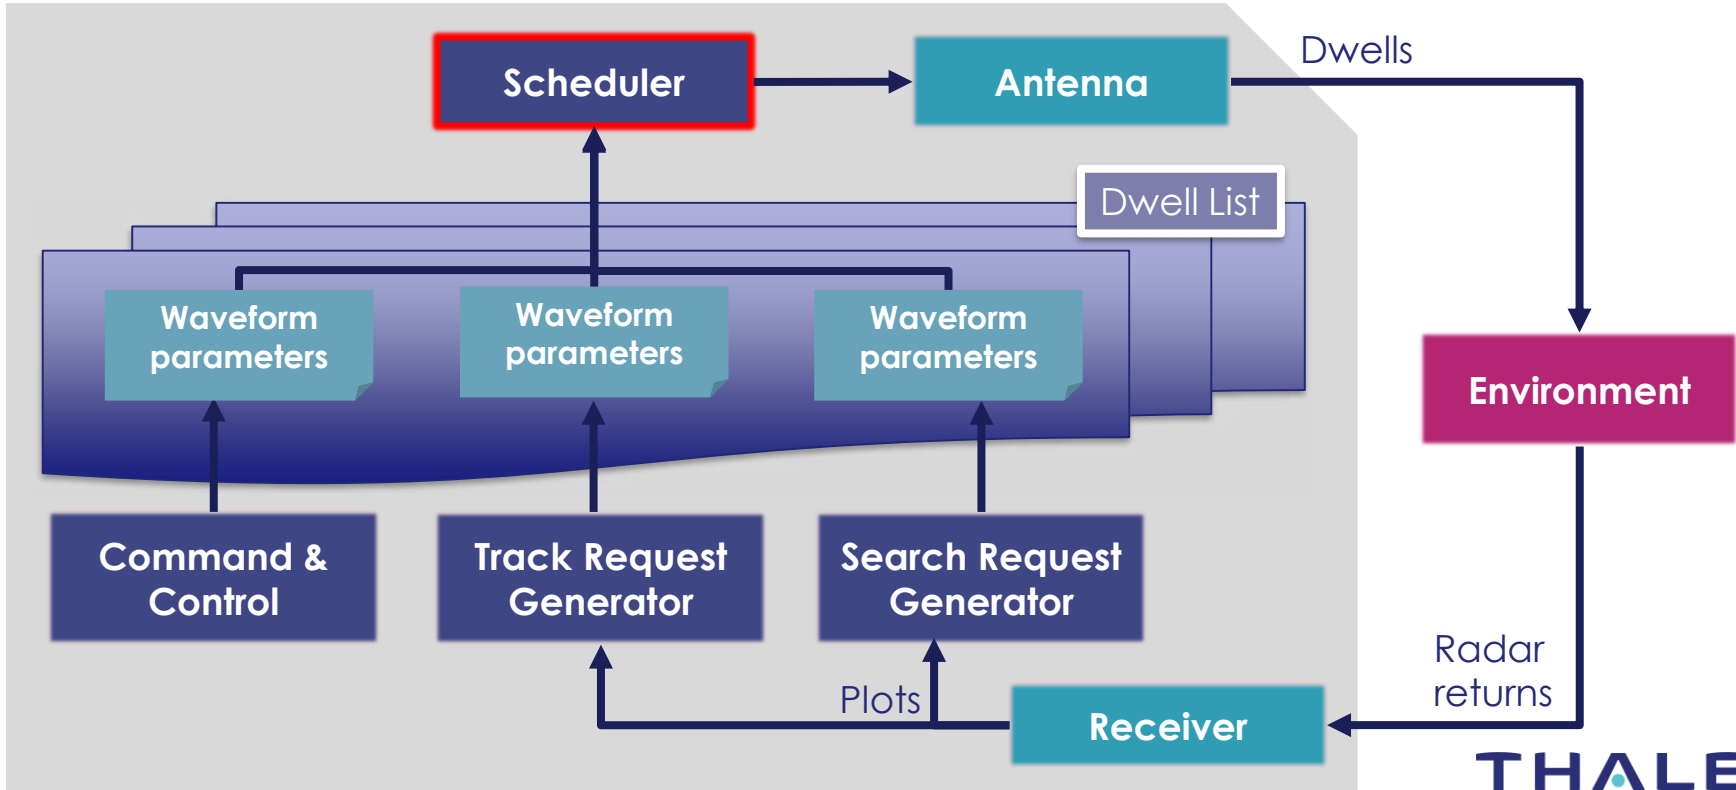 Scheduler
Antenna
Dwells
Dwell List
Waveform
parameters
Waveform
parameters
Waveform
parameters
Environment
Command &
Control
Track Request
Generator
Search Request
Generator
Radar
returns
Plots
Receiver
THALE